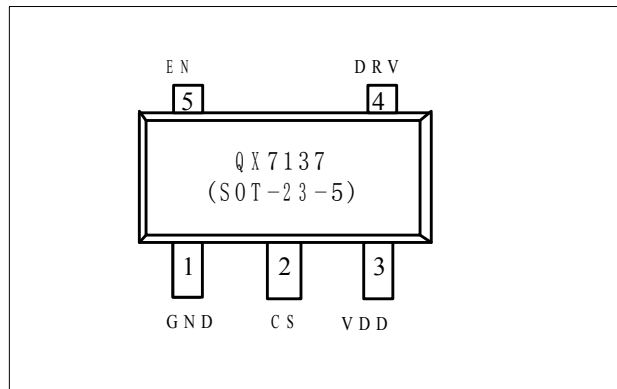 EN DRV
5 4
QX7137
(SOT-23-5)
1 2 3
GND CS VDD